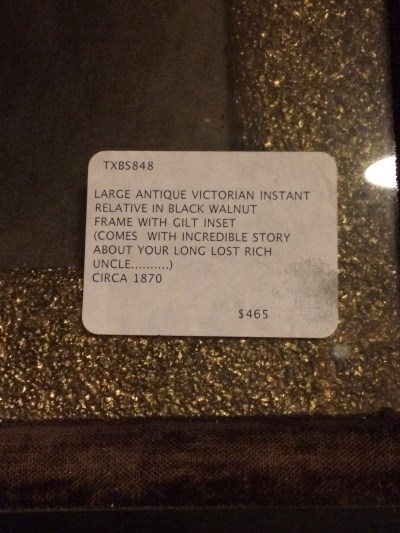 TXBS848
LARGE ANTIQUE VICTORIAN INSTANT
RELATIVE IN BLACK WALNUT
FRAME WITH GILT INSET
(COMES WITH INCREDIBLE STORY
ABOUT YOUR LONG LOST RICH
UNCLE..........)
CIRCA 1870
$465